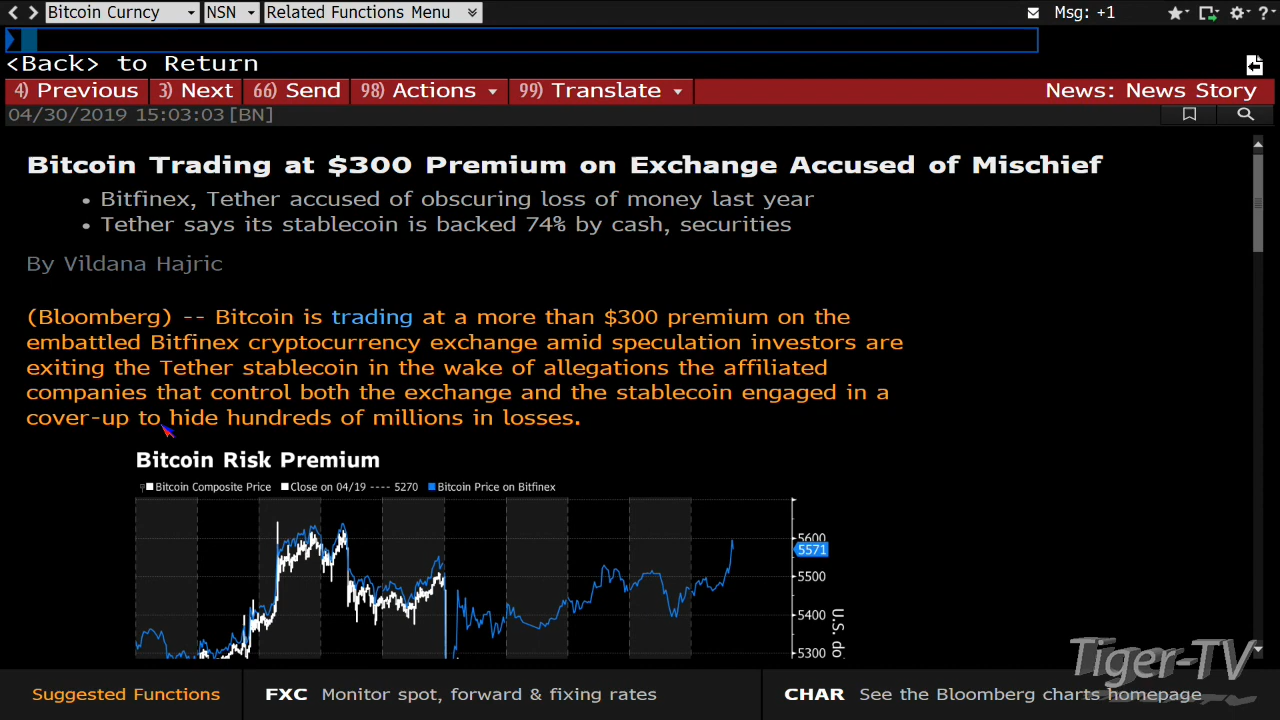 Bitcoin Curncy NSN Related Functions Menu Msg: +1
<Back> to Return
4) Previous 3) Next 66) Send 98) Actions 99) Translate News: News Story
04/30/2019 15:03:03 [BN]
Bitcoin Trading at $300 Premium on Exchange Accused of Mischief
• Bitfinex, Tether accused of obscuring loss of money last year
• Tether says its stablecoin is backed 74% by cash, securities
By Vildana Hajric
(Bloomberg) -- Bitcoin is trading at a more than $300 premium on the
embattled Bitfinex cryptocurrency exchange amid speculation investors are
exiting the Tether stablecoin in the wake of allegations the affiliated
companies that control both the exchange and the stablecoin engaged in a
cover-up to hide hundreds of millions in losses.
Bitcoin Risk Premium
Bitcoin Composite Price Close on 04/19 ---- 5270 Bitcoin Price on Bitfinex
5600
5571
5500
5400
5300
U.S. do
Tiger-TV
Suggested Functions FXC Monitor spot, forward & fixing rates CHAR See the Bloomberg charts homepage